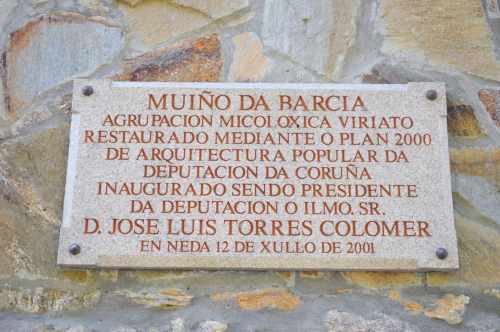 MUIÑO DA BARCIA
AGRUPACION MICOLOXICA VIRIATO
RESTAURADO MEDIANTE O PLAN 2000
DE ARQUITECTURA POPULAR DA
DEPUTACION DA CORUÑA
INAUGURADO SENDO PRESIDENTE
DA DEPUTACION O ILMO. SR.
D. JOSE LUIS TORRES COLOMER
EN NEDA 12 DE XULLO DE 2001